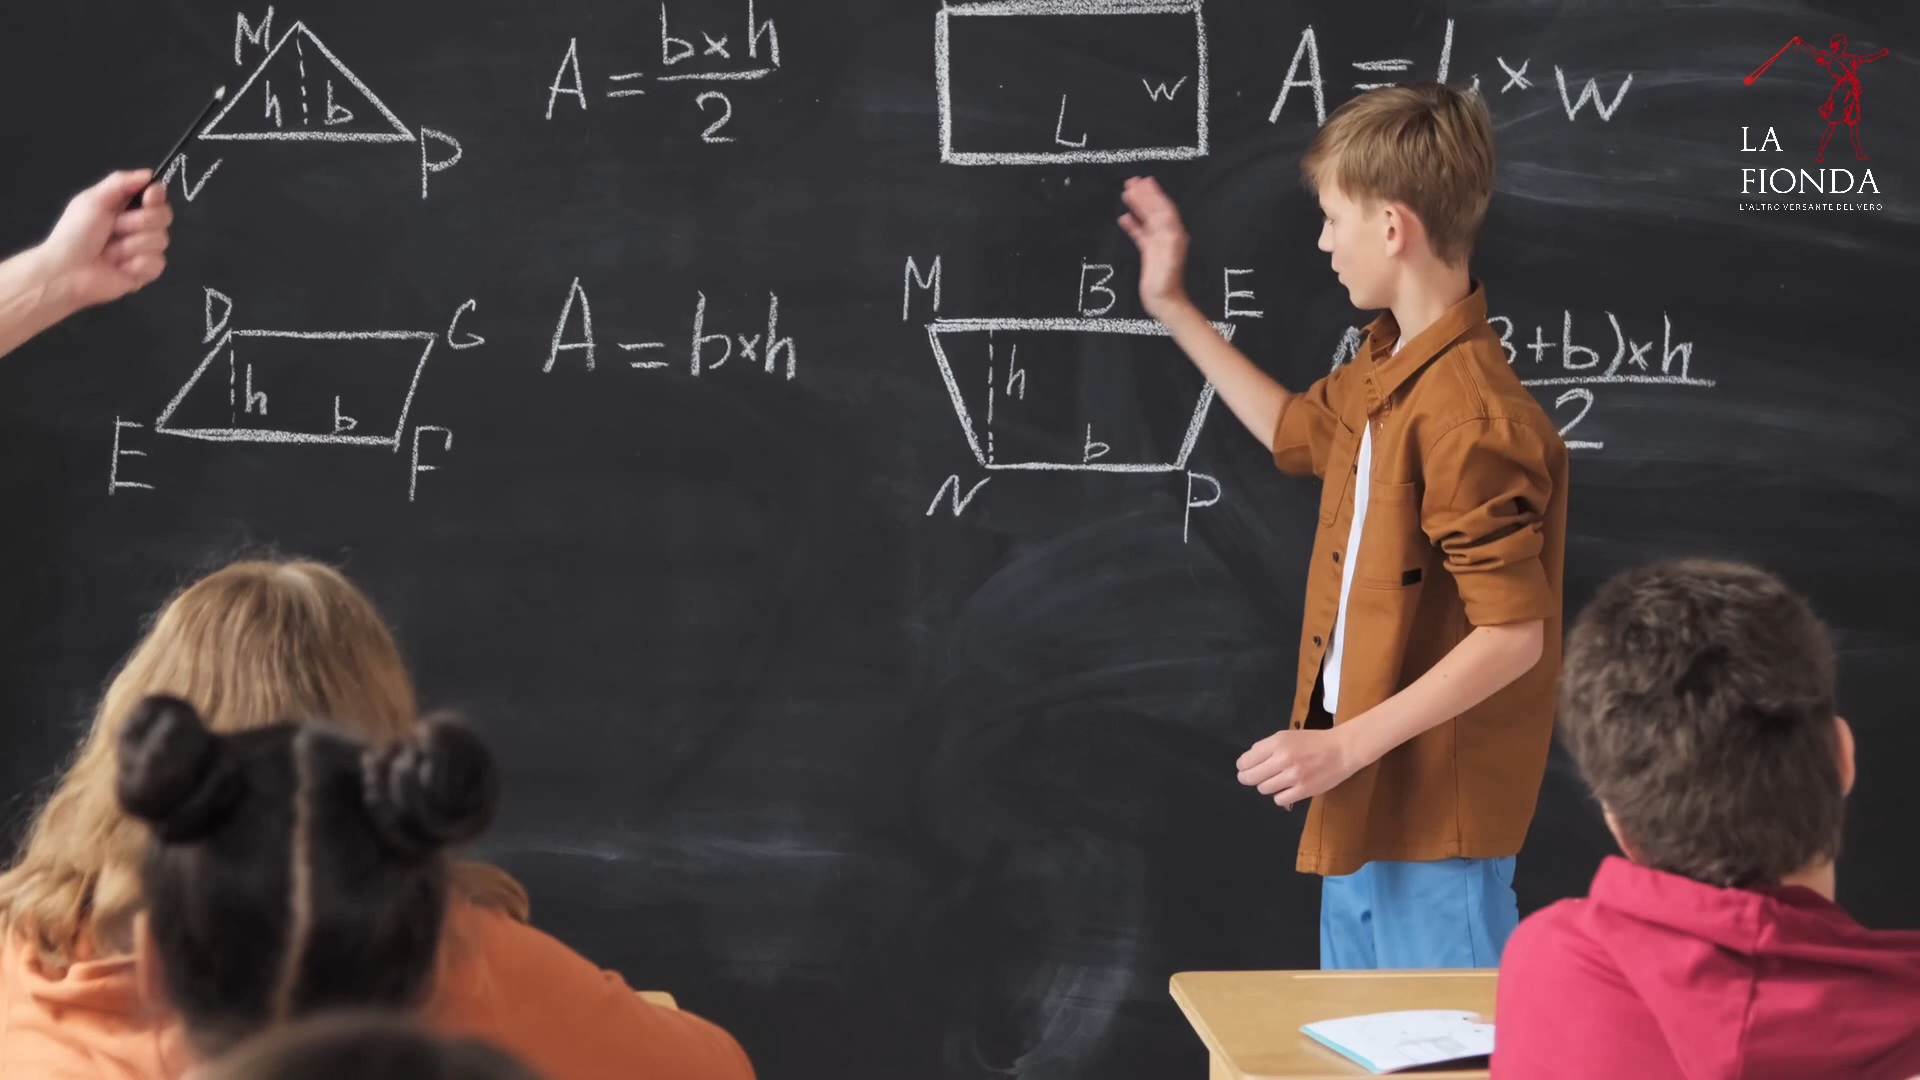 M
h b
N
P
A = b×h / 2
L
W
A = L × W
D
G
h
b
E
F
A = b×h
M
B
E
h
b
N
P
B+b)×h / 2
LA
FIONDA
L'ALTRO VERSANTE DEL VERO